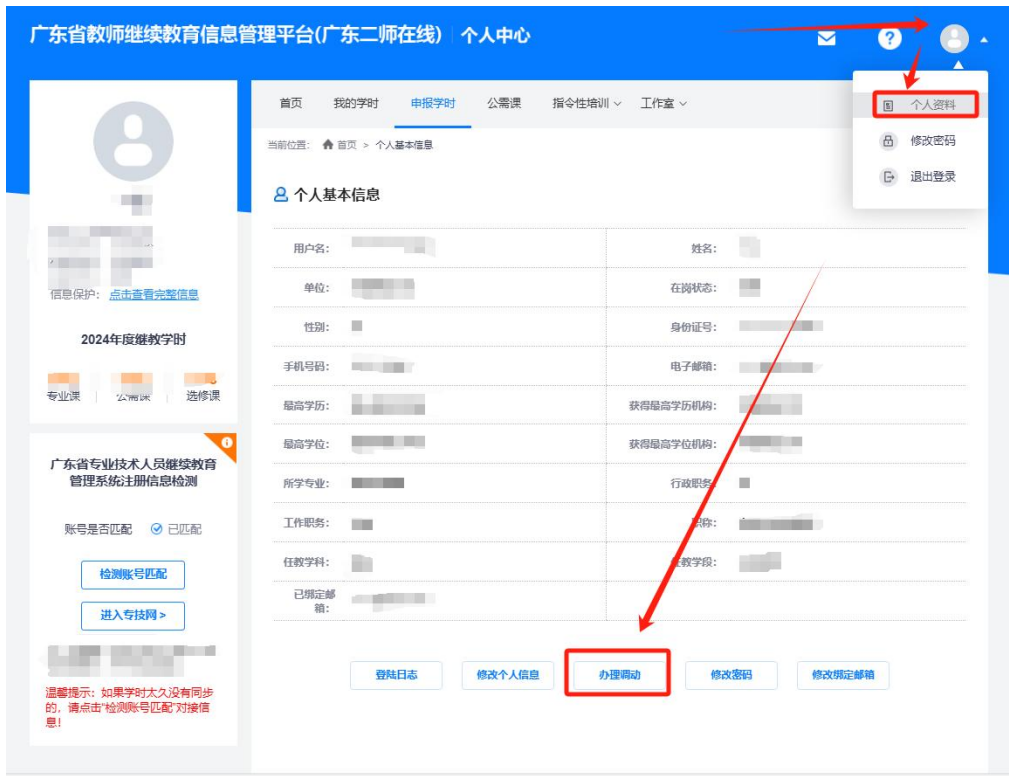 广东省教师继续教育信息管理平台(广东二师在线) 个人中心
?
个人资料
修改密码
退出登录
首页 我的学时 申报学时 公需课 指令性培训 工作室
当前位置: 首页 > 个人基本信息
个人基本信息
用户名: 姓名:
单位: 在岗状态:
性别: 身份证号:
手机号码: 电子邮箱:
最高学历: 获得最高学历机构:
最高学位: 获得最高学位机构:
所学专业: 行政职务:
工作职务: 职称:
任教学科: 任教学段:
已绑定邮
箱:
登陆日志 修改个人信息 办理调动 修改密码 修改绑定邮箱
信息保护: 点击查看完整信息
2024年度继教学时
专业课 公需课 选修课
广东省专业技术人员继续教育
管理系统注册信息检测
账号是否匹配 已匹配
检测账号匹配
进入专技网 >
温馨提示: 如果学时太久没有同步
的, 请点击"检测账号匹配"对接信
息!